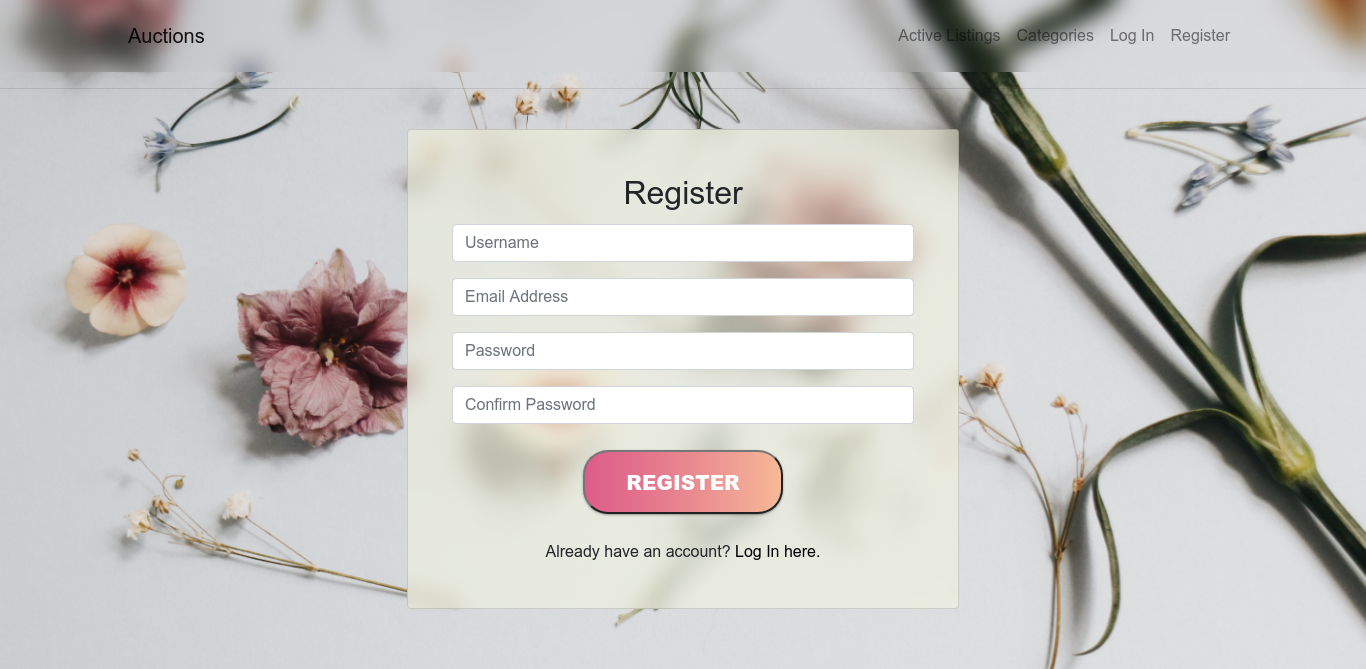 Auctions
Active Listings Categories Log In Register
Register
Username
Email Address
Password
Confirm Password
REGISTER
Already have an account? Log In here.